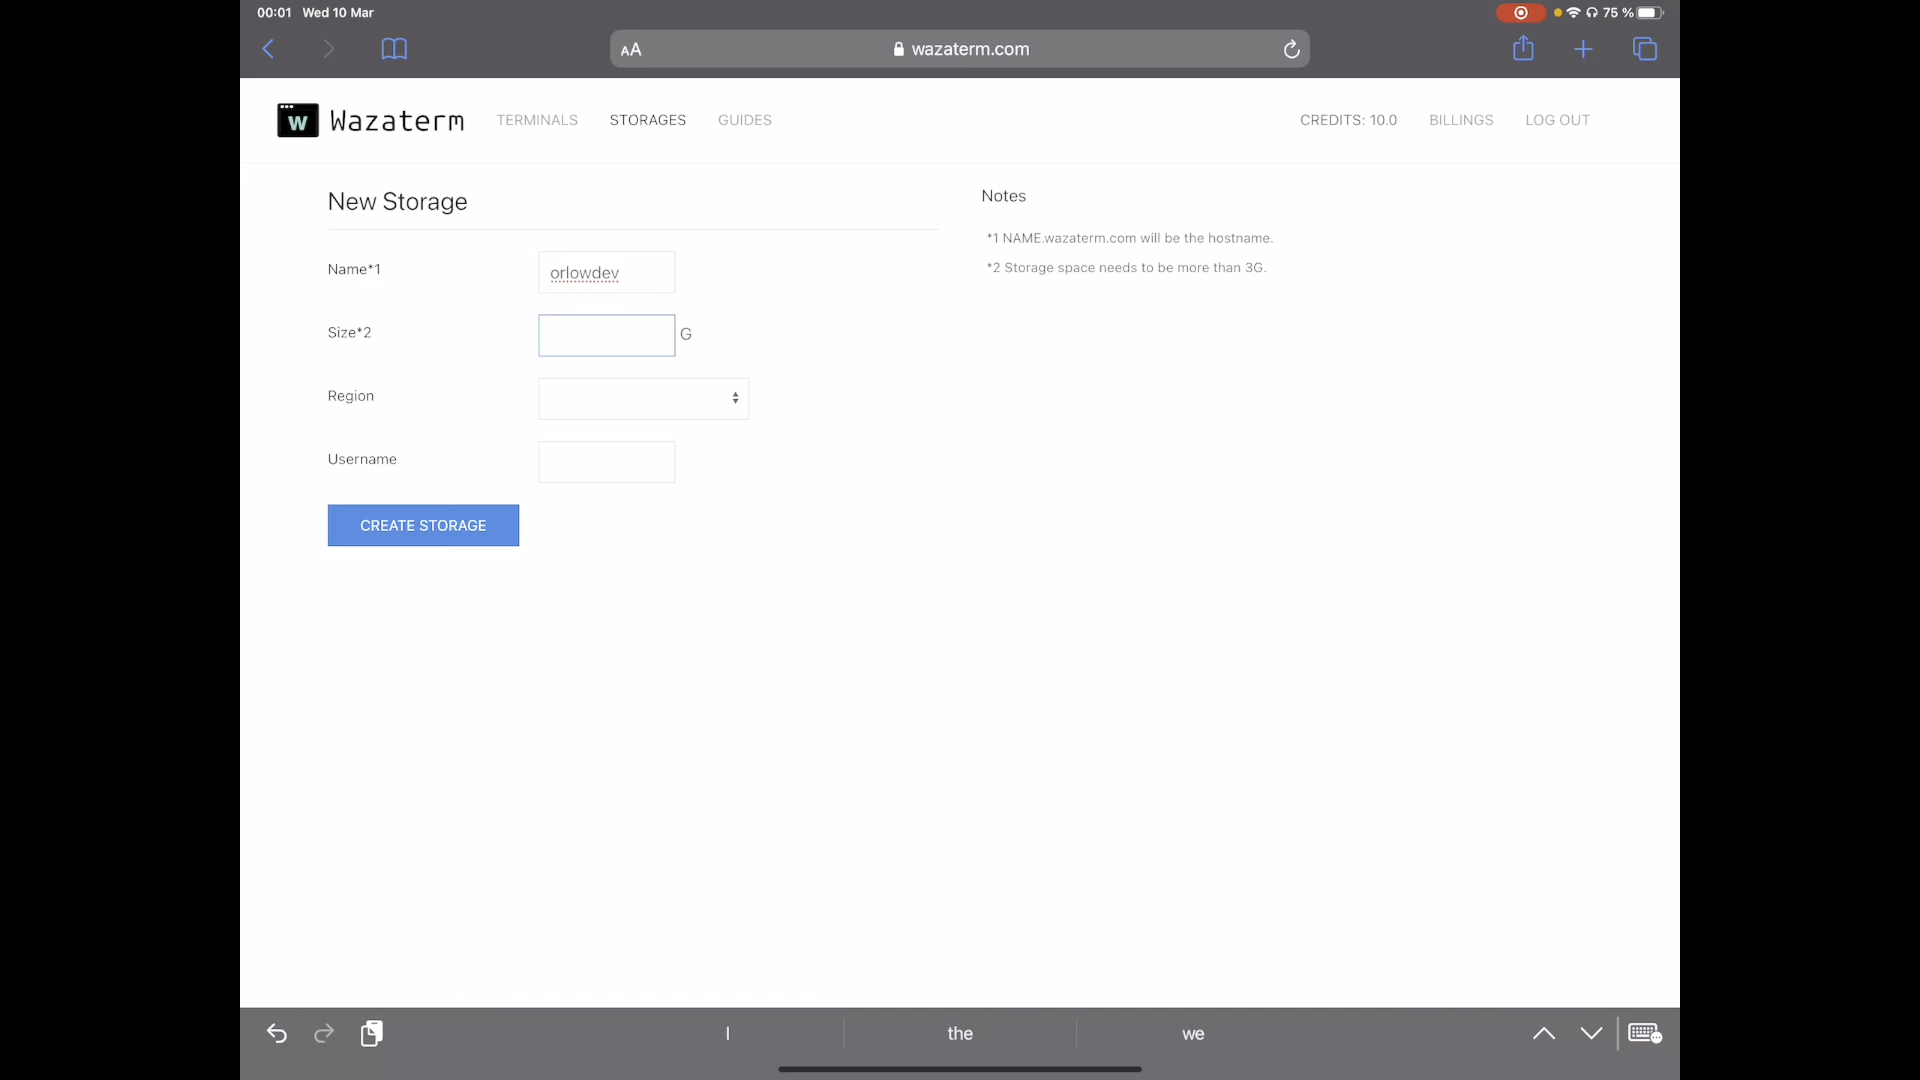 00:01 Wed 10 Mar
75 %
AA
wazaterm.com
W
Wazaterm
TERMINALS
STORAGES
GUIDES
CREDITS: 10.0
BILLINGS
LOG OUT
New Storage
Name*1
orlowdev
Size*2
G
Region
Username
CREATE STORAGE
Notes
*1 NAME.wazaterm.com will be the hostname.
*2 Storage space needs to be more than 3G.
I
the
we